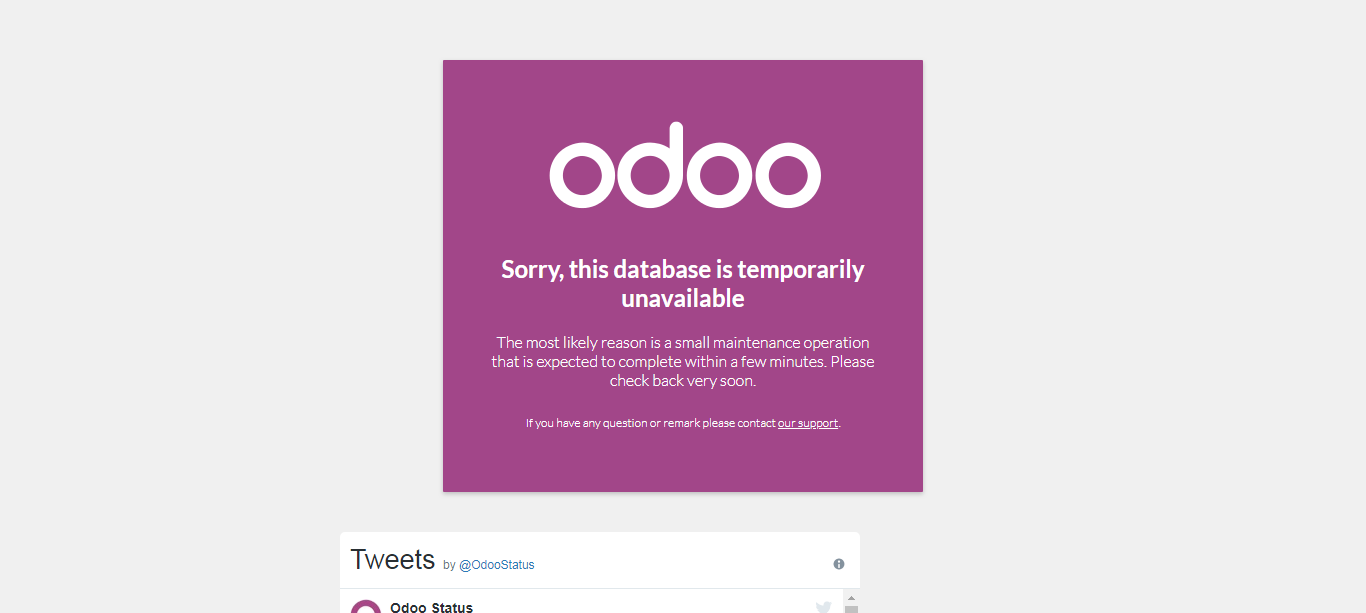 odoo
Sorry, this database is temporarily
unavailable
The most likely reason is a small maintenance operation
that is expected to complete within a few minutes. Please
check back very soon.
If you have any question or remark please contact our support.
Tweets by @OdooStatus
Odoo Status